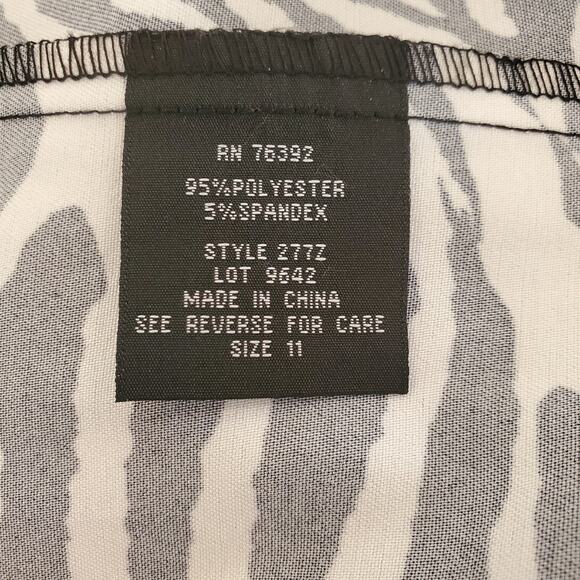 RN 76392
95%POLYESTER
5%SPANDEX
STYLE 277Z
LOT 9642
MADE IN CHINA
SEE REVERSE FOR CARE
SIZE 11